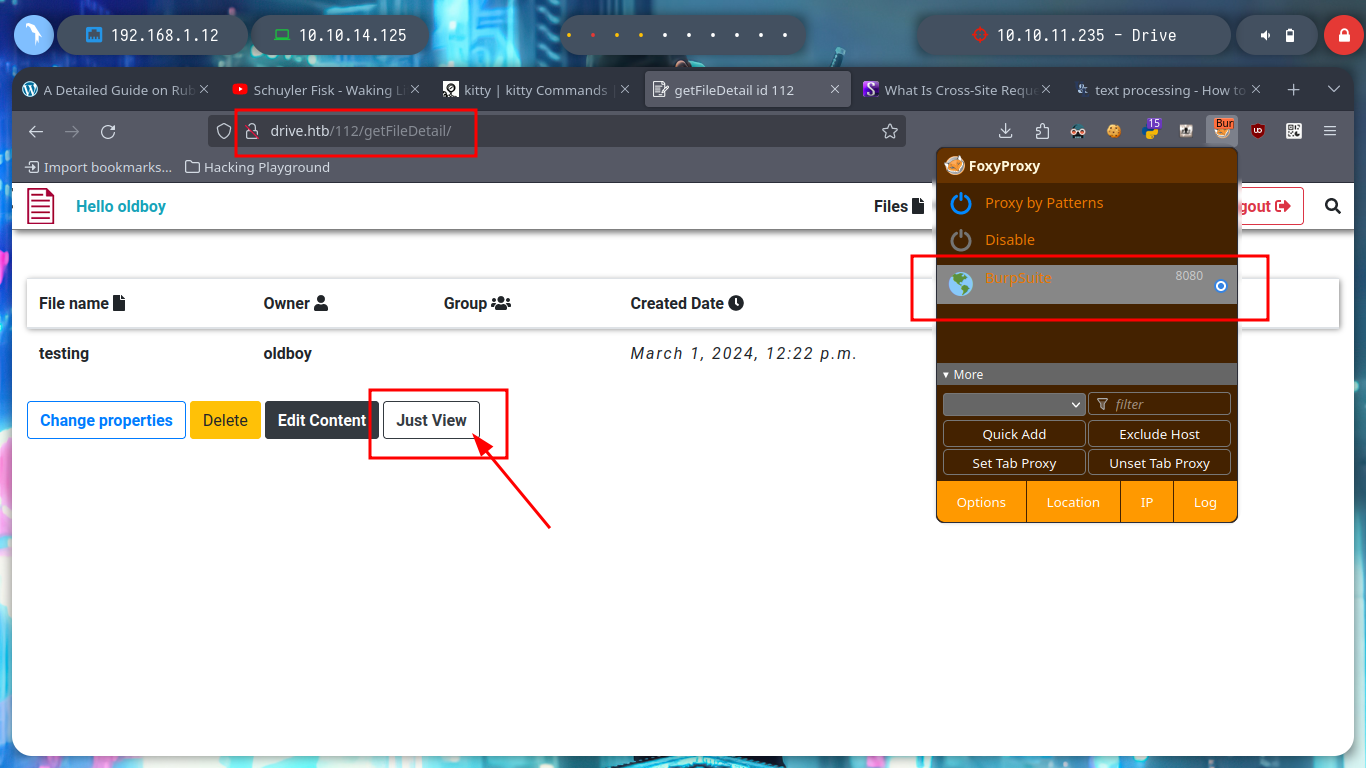 192.168.1.12
10.10.14.125
10.10.11.235 - Drive
A Detailed Guide on Rub
Schuyler Fisk - Waking Li
kitty | kitty Commands
getFileDetail id 112
What Is Cross-Site Reque
text processing - How to
drive.htb/112/getFileDetail/
15
Bur
UD
Import bookmarks...
Hacking Playground
Hello oldboy
Files
gout
FoxyProxy
Proxy by Patterns
Disable
BurpSuite
8080
More
filter
Quick Add
Exclude Host
Set Tab Proxy
Unset Tab Proxy
Options
Location
IP
Log
File name
Owner
Group
Created Date
testing
oldboy
March 1, 2024, 12:22 p.m.
Change properties
Delete
Edit Content
Just View